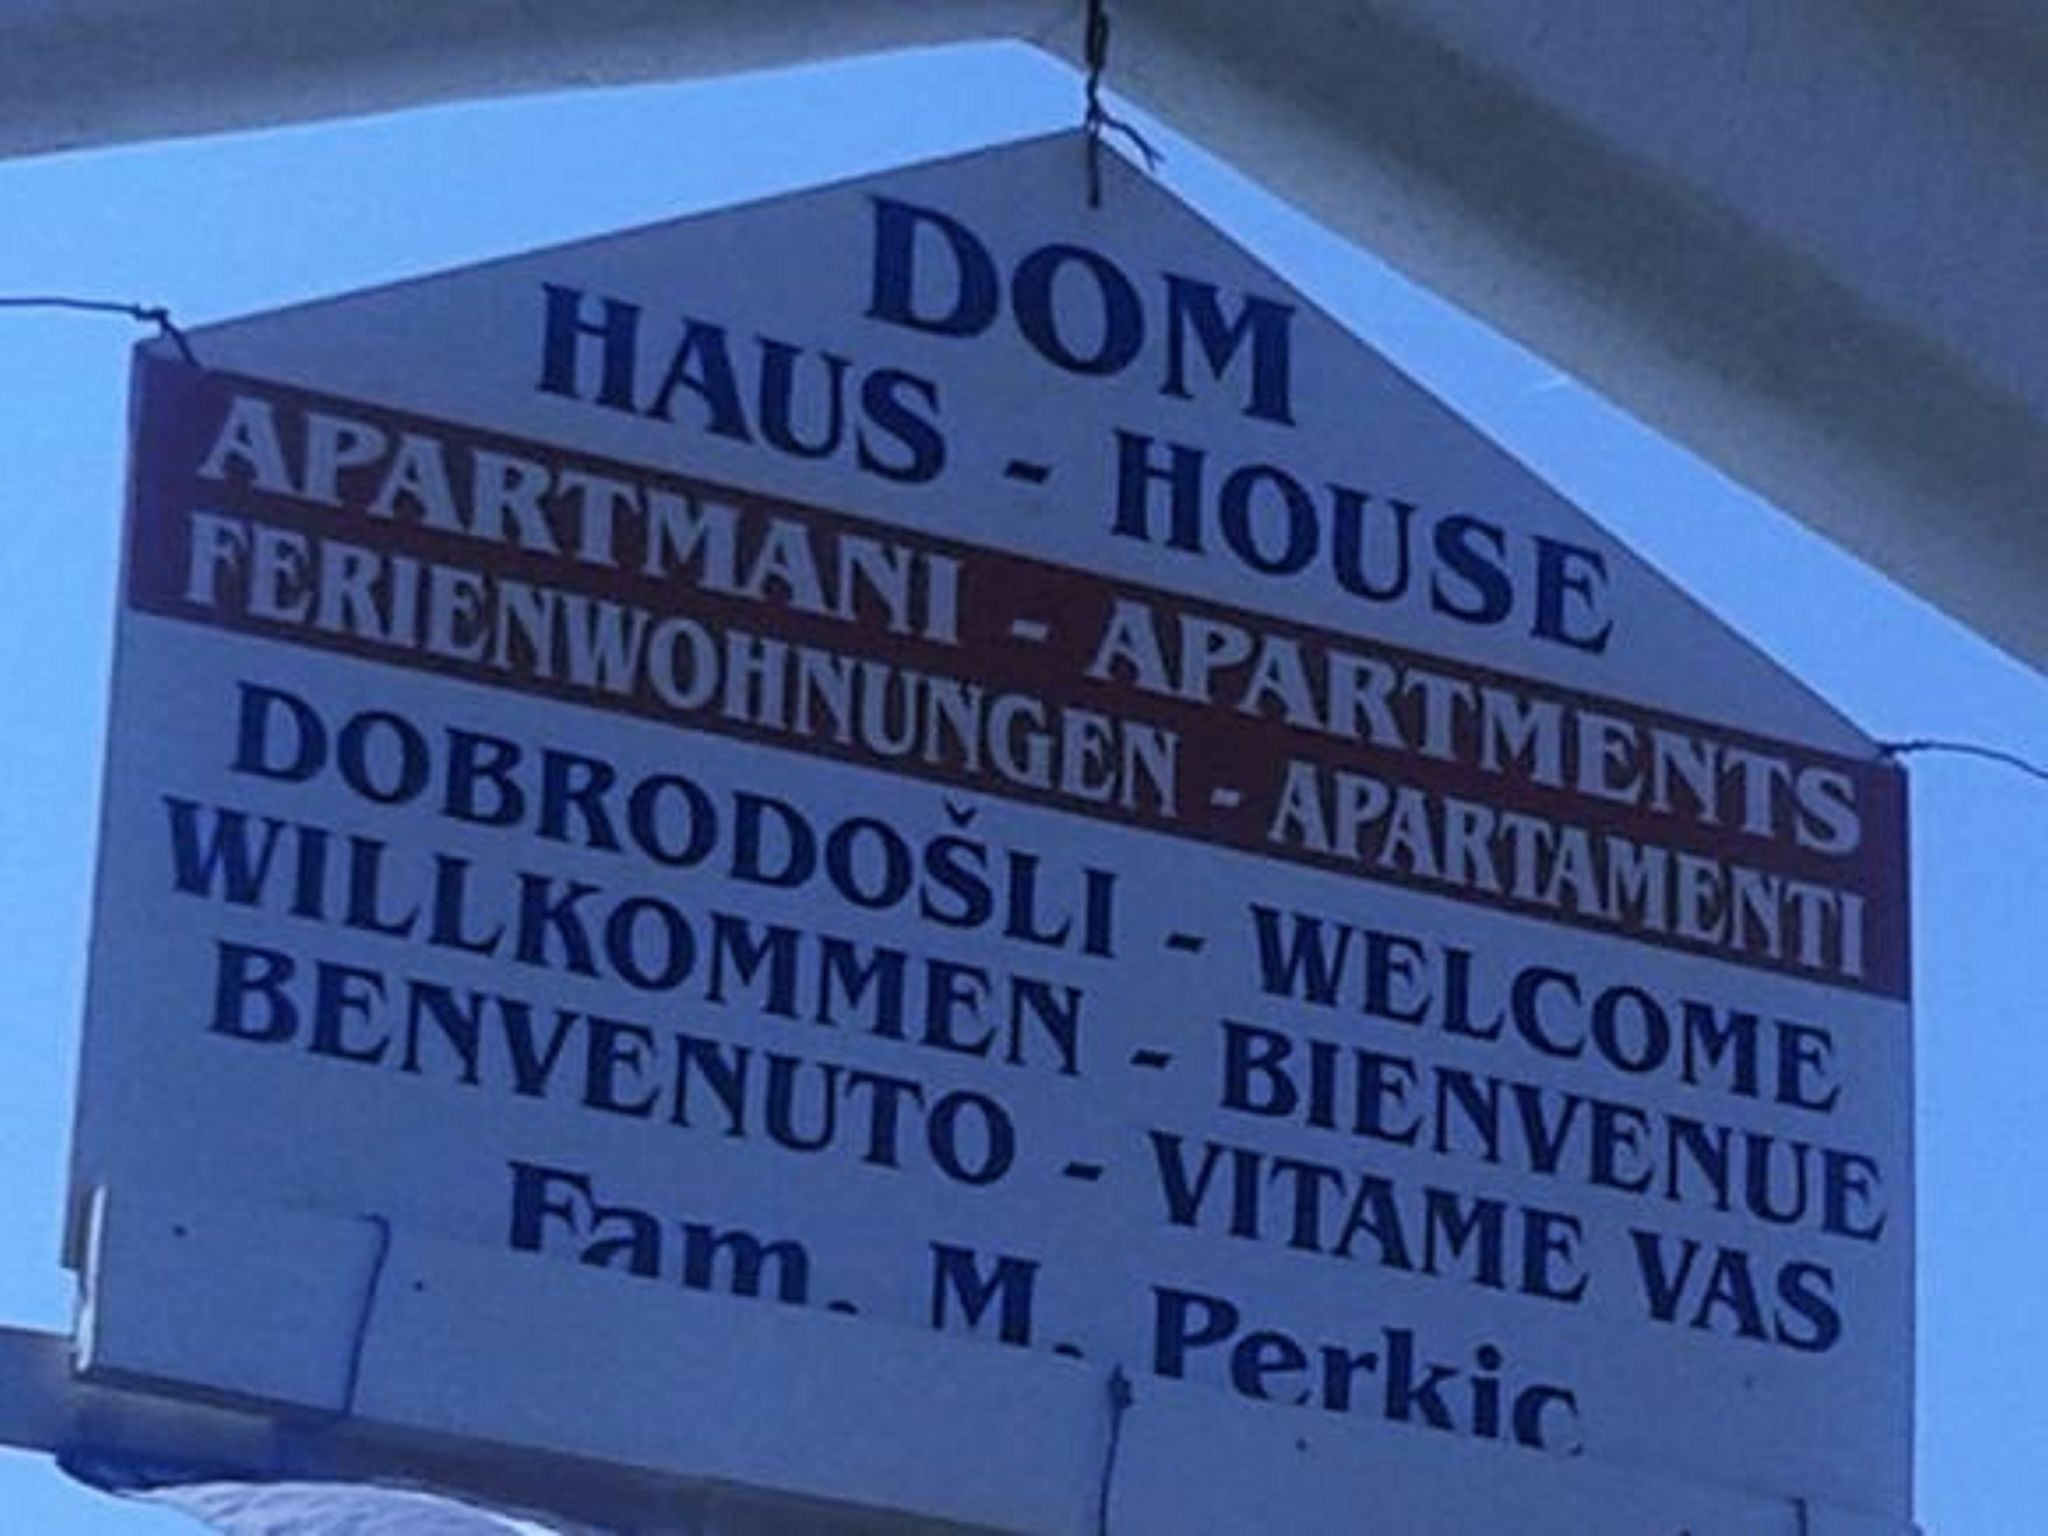 DOM
HAUS - HOUSE
APARTMANI - APARTMENTS
FERIENWOHNUNGEN - APARTAMENTI
DOBRODOŠLI - WELCOME
WILLKOMMEN - BIENVENUE
BENVENUTO - VITAME VAS
Fam. M. Perkic